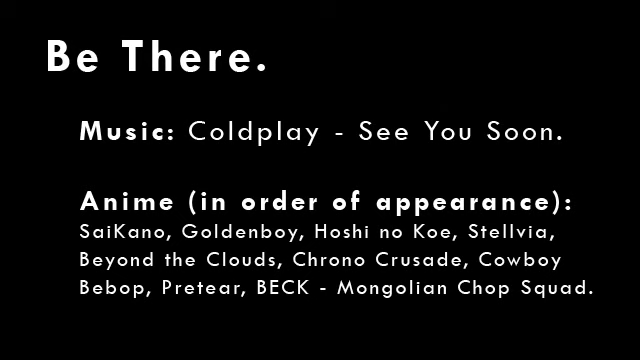 Be There.
Music: Coldplay - See You Soon.
Anime (in order of appearance):
SaiKano, Goldenboy, Hoshi no Koe, Stellvia,
Beyond the Clouds, Chrono Crusade, Cowboy
Bebop, Pretear, BECK - Mongolian Chop Squad.